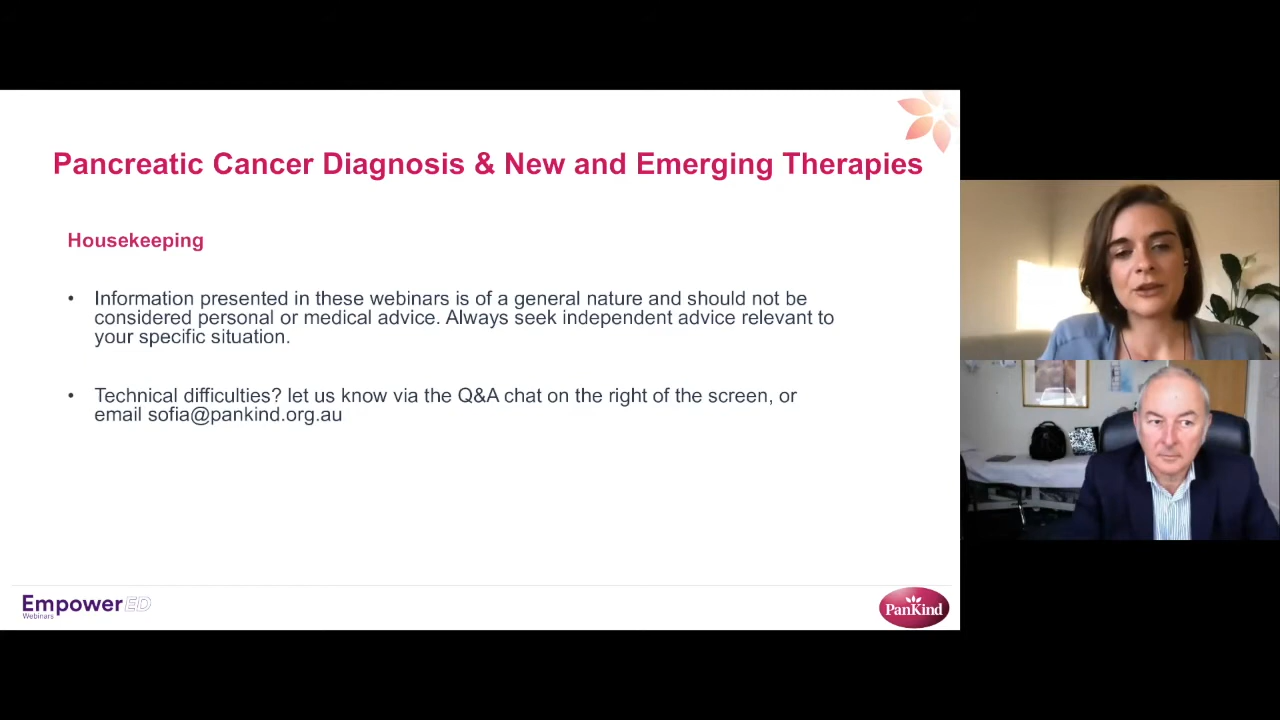 Pancreatic Cancer Diagnosis & New and Emerging Therapies
Housekeeping
• Information presented in these webinars is of a general nature and should not be
considered personal or medical advice. Always seek independent advice relevant to
your specific situation.
• Technical difficulties? let us know via the Q&A chat on the right of the screen, or
email sofia@pankind.org.au
EmpowerED
Webinars
PanKind